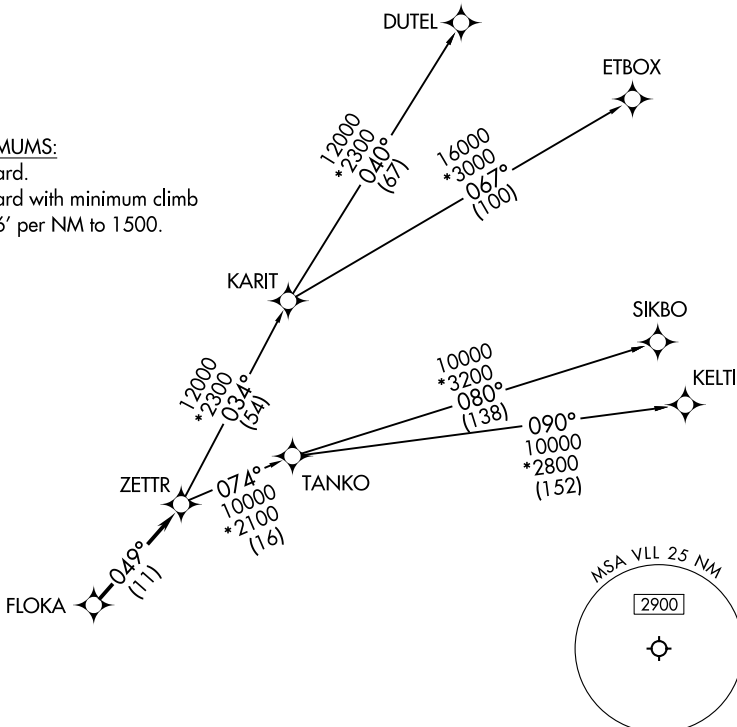 DUTEL
ETBOX
12000
*2300
040°
(67)
16000
*3000
067°
(100)
MUMS:
ard.
ard with minimum climb
6' per NM to 1500.
KARIT
SIKBO
12000
*2300
034°
(54)
10000
*3200
080°
(138)
KELTI
090°
10000
*2800
(152)
ZETTR
074°
10000
*2100
(16)
TANKO
049°
(11)
FLOKA
MSA VLL 25 NM
2900